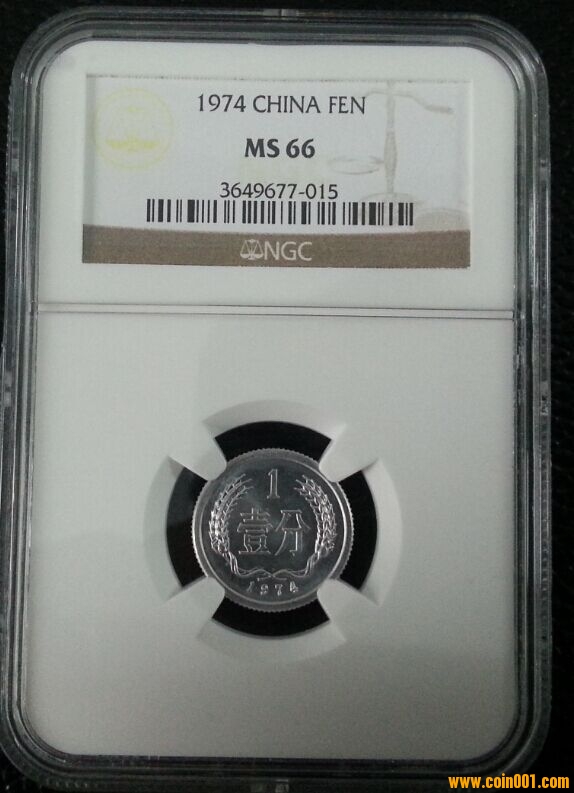 1974 CHINA FEN
MS 66
3649677-015
NGC
1
壹分
1974
www.coin001.com